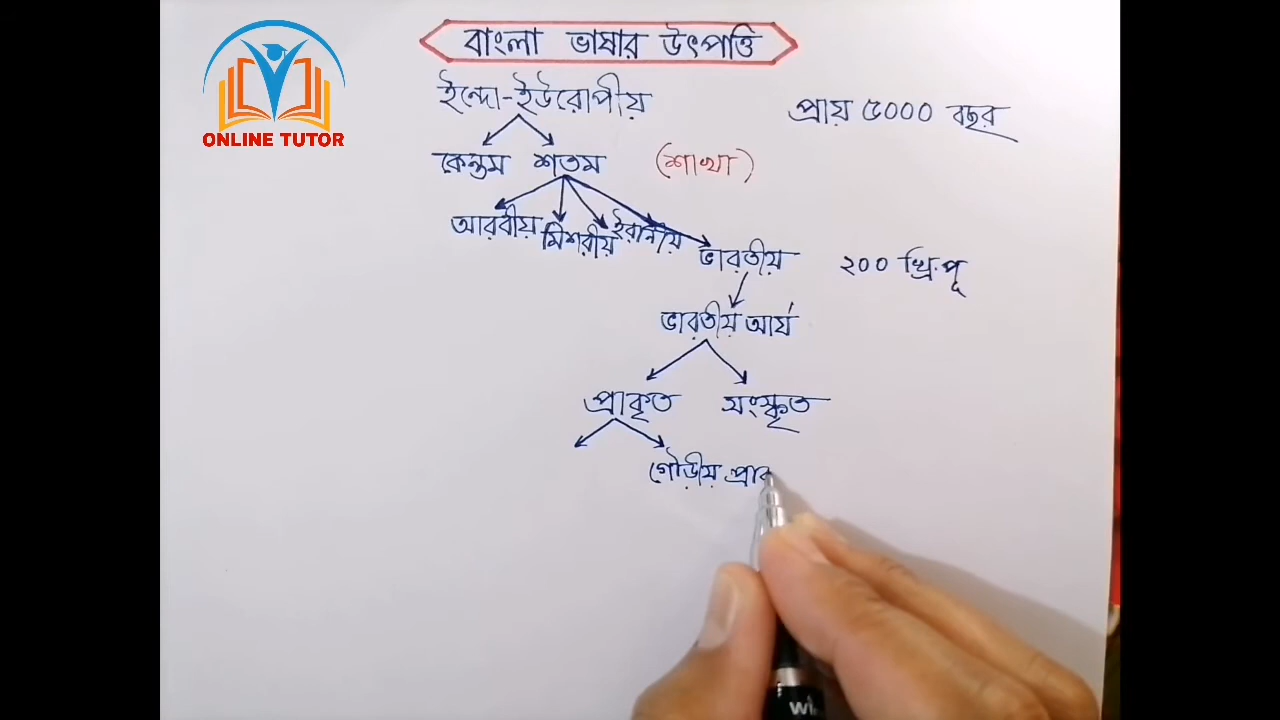 বাংলা ভাষার উৎপত্তি
ইন্দো-ইউরোপীয় প্রায় ৫০০০ বছর
কেন্তম শতম (শাখা)
আরবীয় মিশরীয় ইরানীয় ভারতীয় ২০০ খ্রি.পূ
ভারতীয় আর্য
প্রাকৃত সংস্কৃত
গৌড়ীয় প্রাক
ONLINE TUTOR